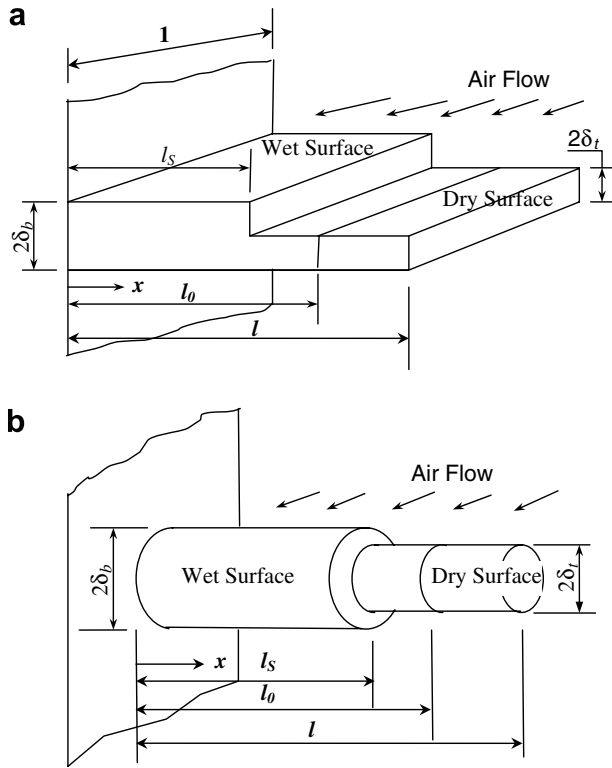 a
1
Air Flow
Wet Surface
lS
2δt
Dry Surface
2δb
x
l0
l
b
Air Flow
Wet Surface
Dry Surface
2δb
2δt
x
lS
l0
l